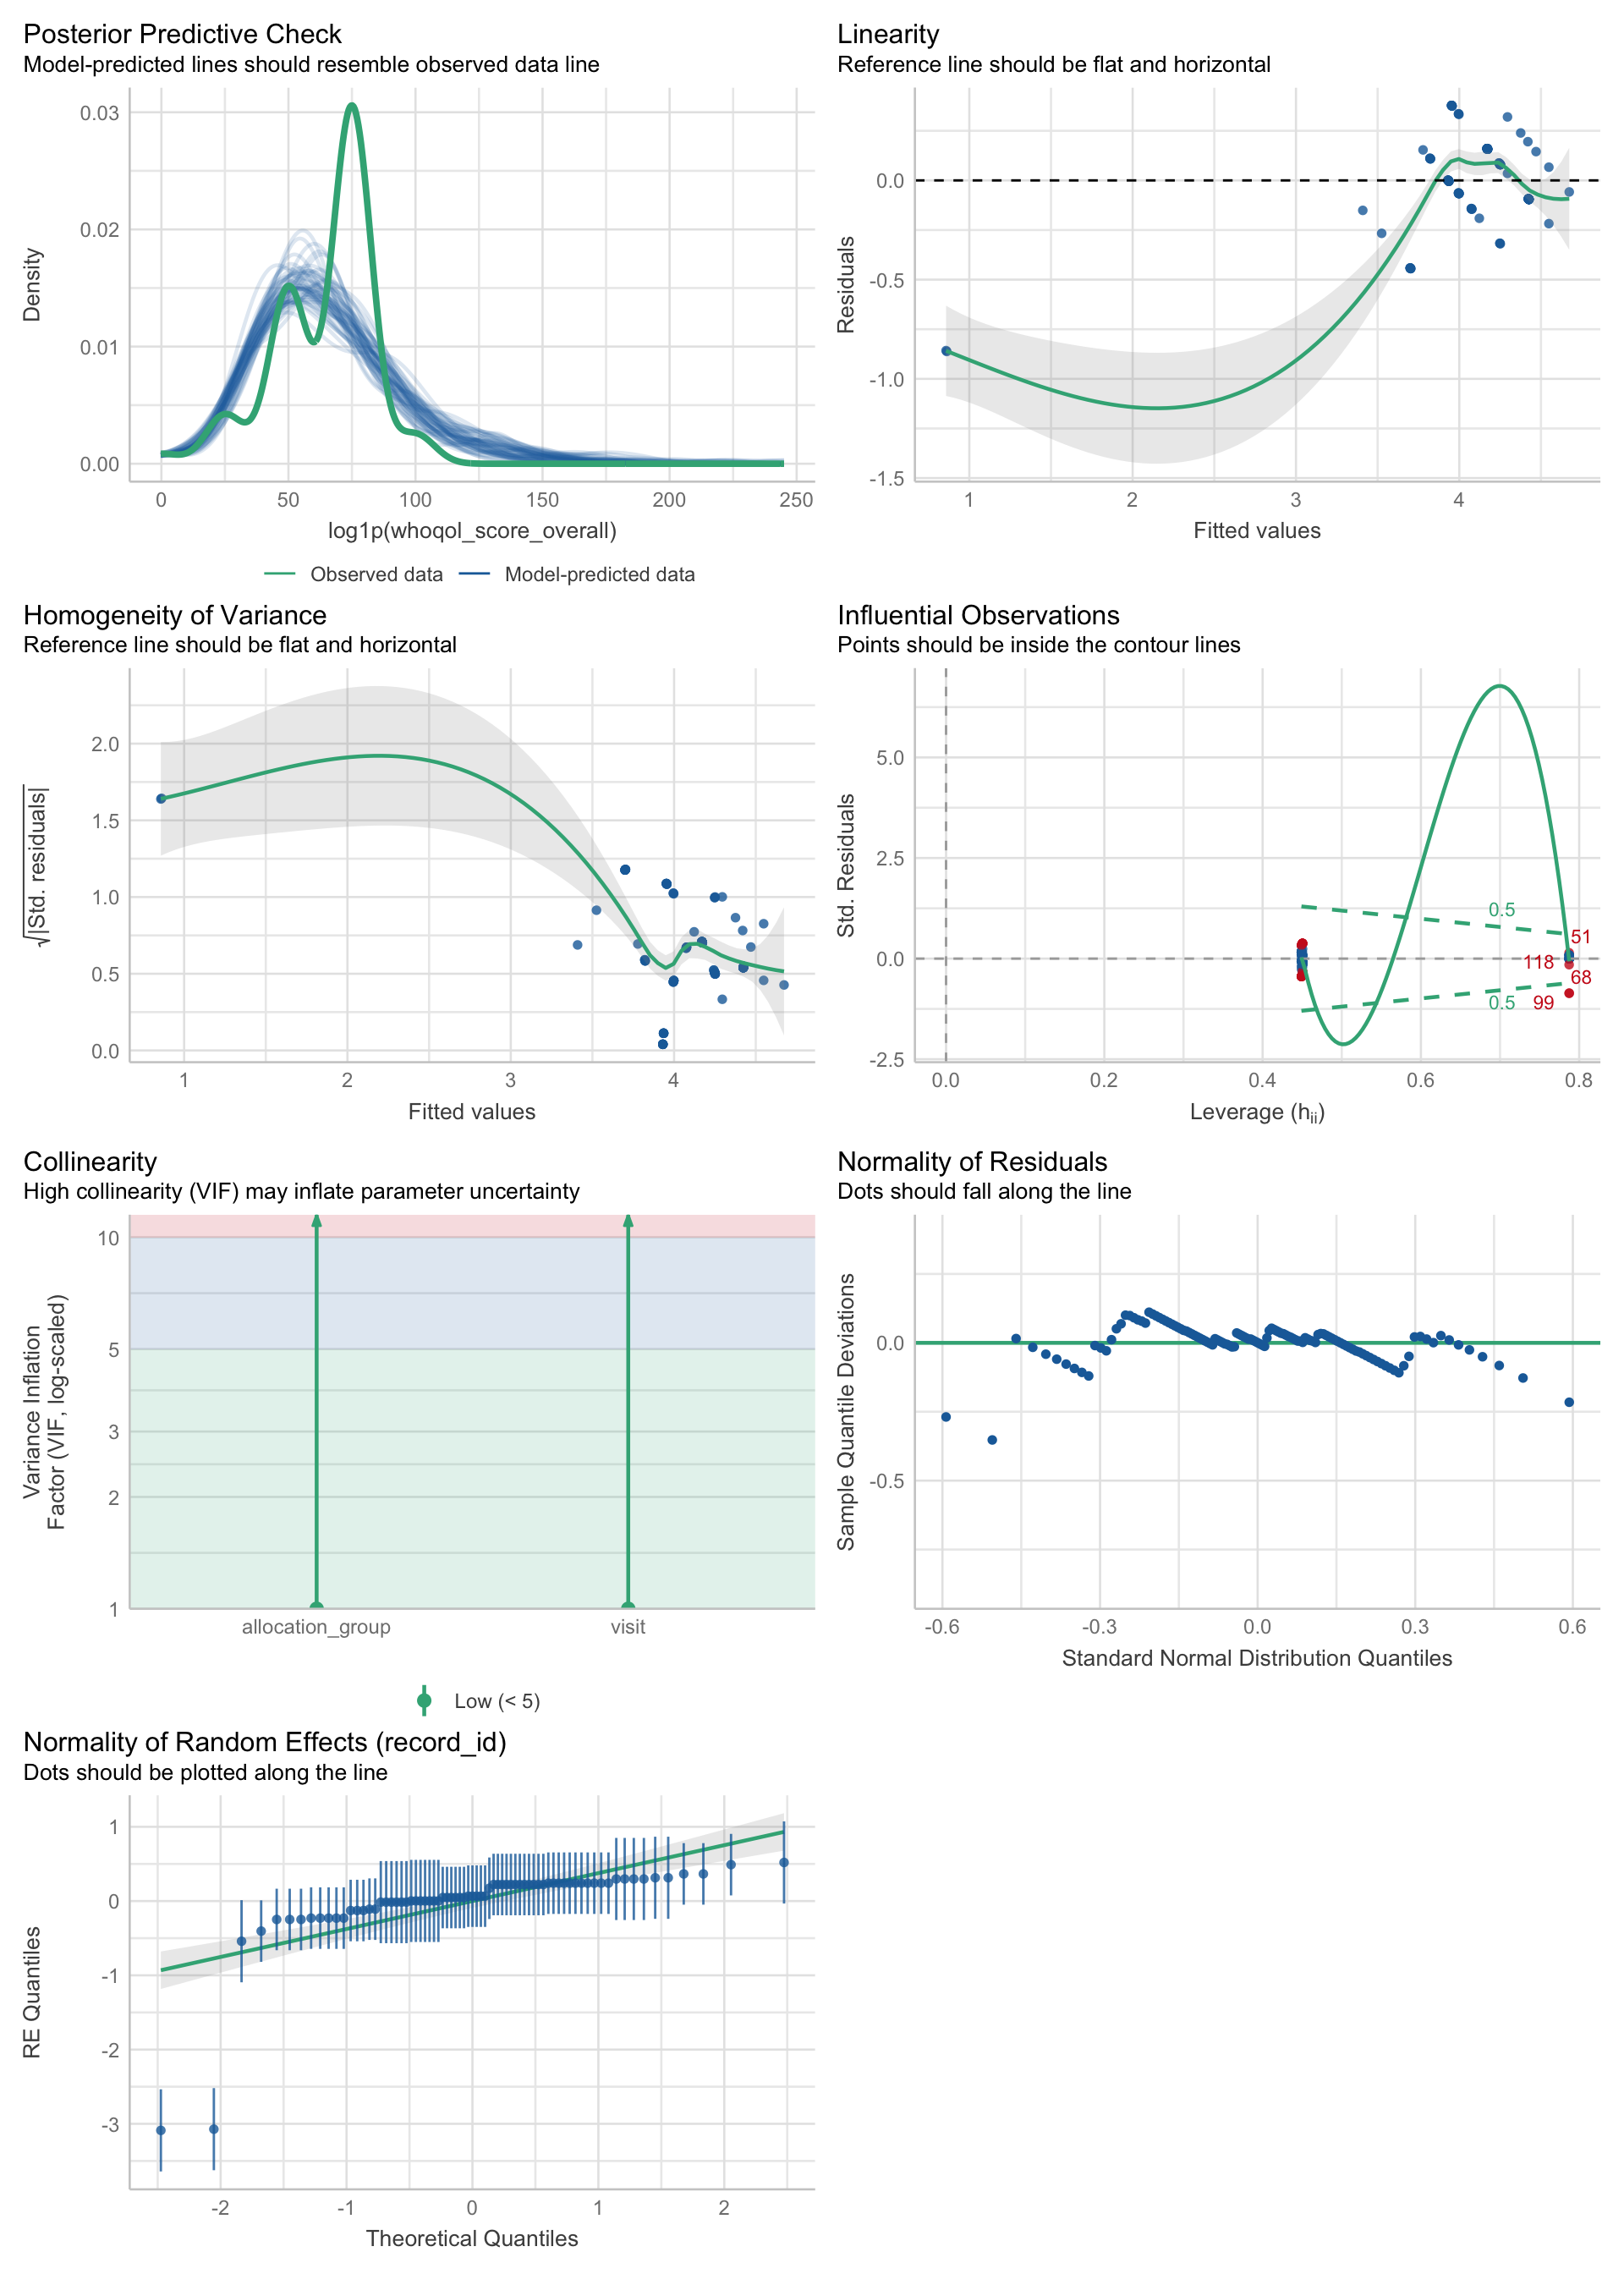 Posterior Predictive Check
Model-predicted lines should resemble observed data line
0.03
0.02
0.01
0.00
Density
0
50
100
150
200
250
log1p(whoqol_score_overall)
Observed data
Model-predicted data
Linearity
Reference line should be flat and horizontal
0.0
-0.5
-1.0
-1.5
Residuals
1
2
3
4
Fitted values
Homogeneity of Variance
Reference line should be flat and horizontal
2.0
1.5
1.0
0.5
0.0
√|Std. residuals|
1
2
3
4
Fitted values
Influential Observations
Points should be inside the contour lines
5.0
2.5
0.0
-2.5
Std. Residuals
0.5
51
118
68
0.5
99
0.0
0.2
0.4
0.6
0.8
Leverage (hii)
Collinearity
High collinearity (VIF) may inflate parameter uncertainty
10
5
3
2
1
Variance Inflation
Factor (VIF, log-scaled)
allocation_group
visit
Low (< 5)
Normality of Residuals
Dots should fall along the line
0.0
-0.5
Sample Quantile Deviations
-0.6
-0.3
0.0
0.3
0.6
Standard Normal Distribution Quantiles
Normality of Random Effects (record_id)
Dots should be plotted along the line
1
0
-1
-2
-3
RE Quantiles
-2
-1
0
1
2
Theoretical Quantiles